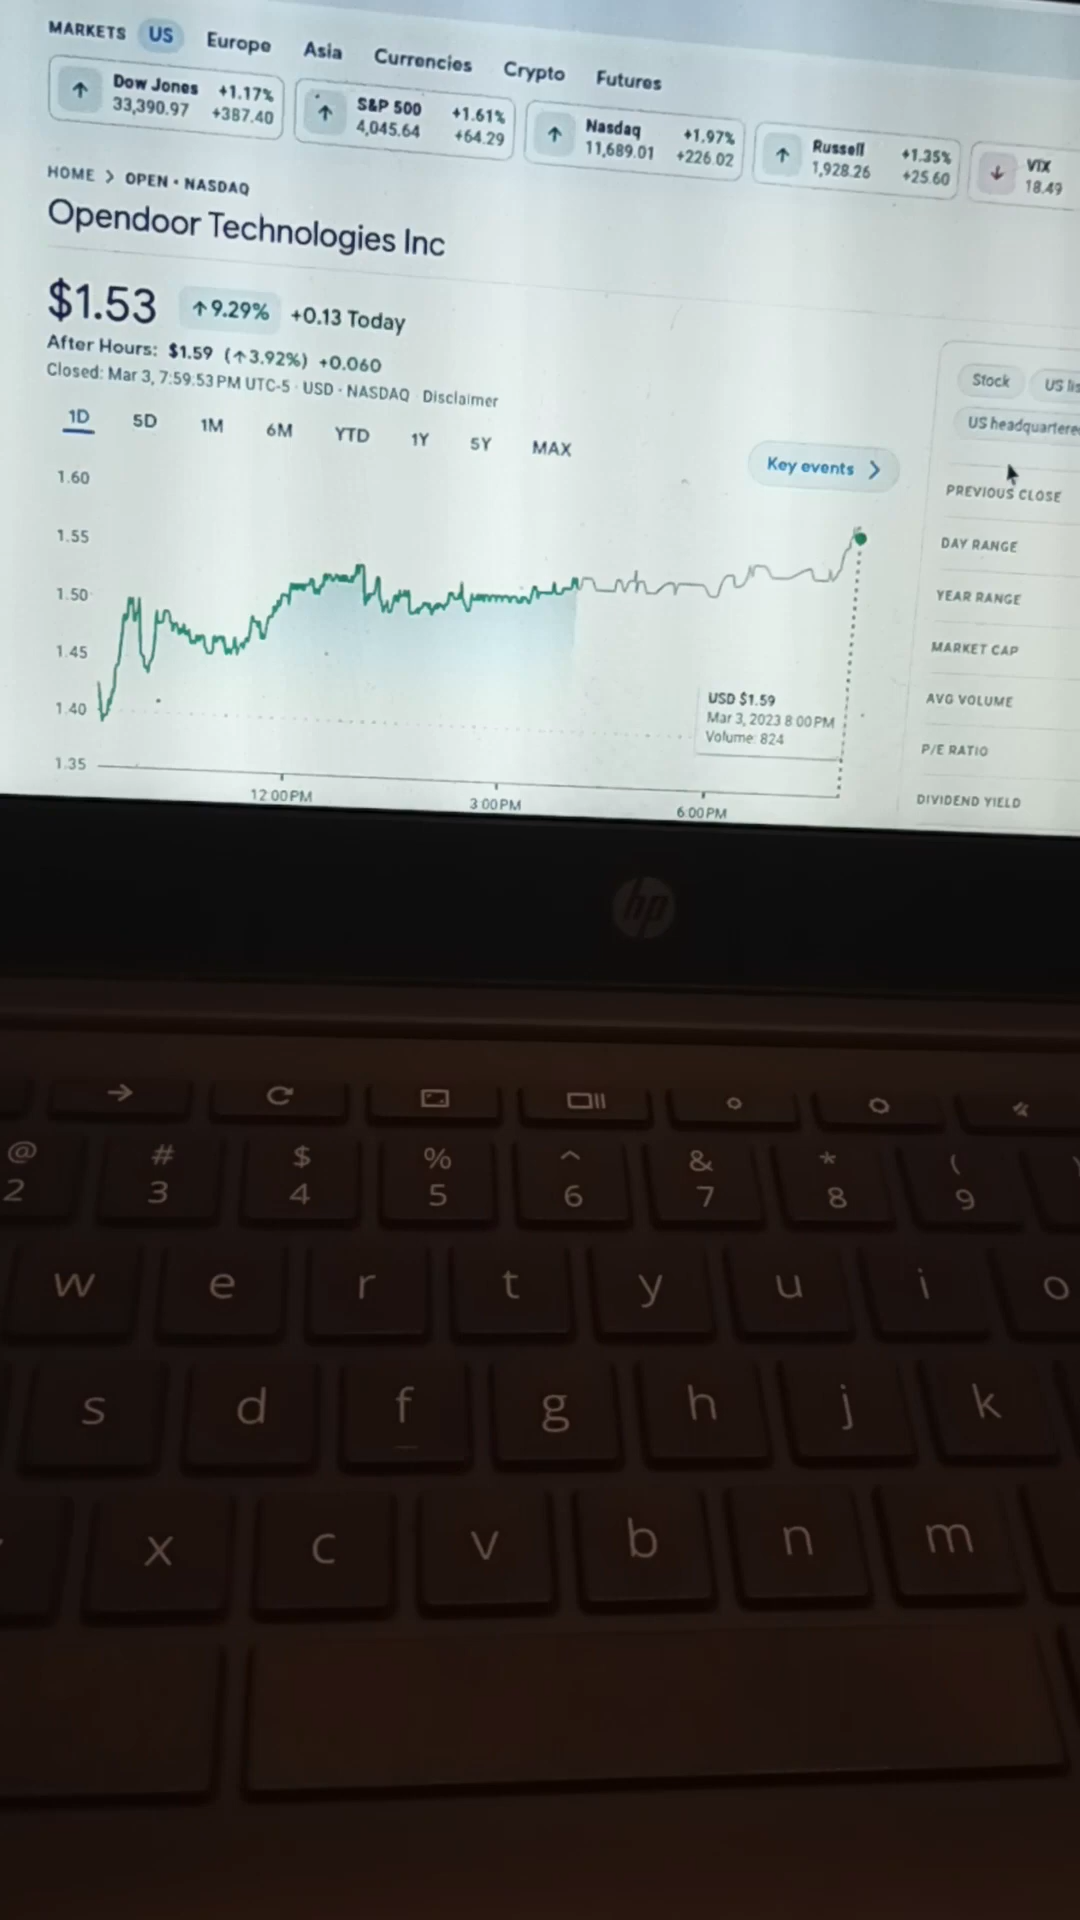 MARKETS US Europe Asia Currencies Crypto Futures
Dow Jones +1.17%
33,390.97 +387.40
S&P 500 +1.61%
4,045.64 +64.29
Nasdaq +1.97%
11,689.01 +226.02
Russell +1.35%
1,928.26 +25.60
VIX
18.49
HOME > OPEN • NASDAQ
Opendoor Technologies Inc
$1.53 ↑9.29% +0.13 Today
After Hours: $1.59 (↑3.92%) +0.060
Closed: Mar 3, 7:59:53 PM UTC-5 · USD · NASDAQ · Disclaimer
1D 5D 1M 6M YTD 1Y 5Y MAX
Key events >
1.60
1.55
1.50
1.45
1.40
1.35
12:00 PM 3:00 PM 6:00 PM
USD $1.59
Mar 3, 2023 8:00 PM
Volume: 824
Stock US
US
PREVIOUS CLOSE
DAY RANGE
YEAR RANGE
MARKET CAP
AVG VOLUME
P/E RATIO
DIVIDEND YIELD
hp
@ # $ % ^ & * (
2 3 4 5 6 7 8 9
w e r t y u i o
s d f g h j k
x c v b n m